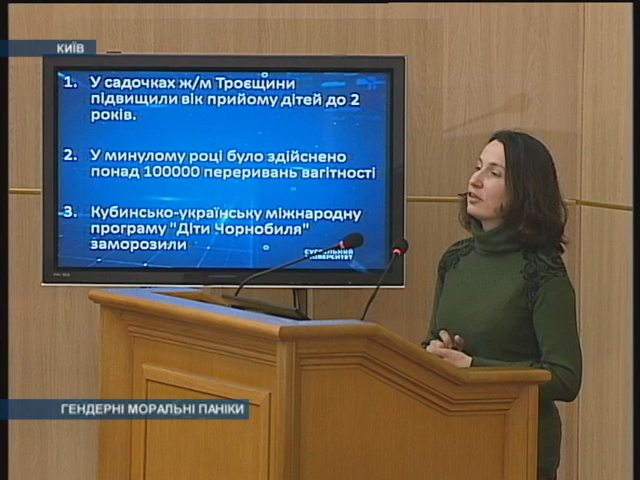 КИЇВ
1. У садочках ж/м Троєщини
підвищили вік прийому дітей до 2
років.
2. У минулому році було здійснено
понад 100000 переривань вагітності
3. Кубинсько-українську міжнародну
програму "Діти Чорнобиля"
заморозили
УНІВЕРСИТЕТ
ГЕНДЕРНІ МОРАЛЬНІ ПАНІКИ